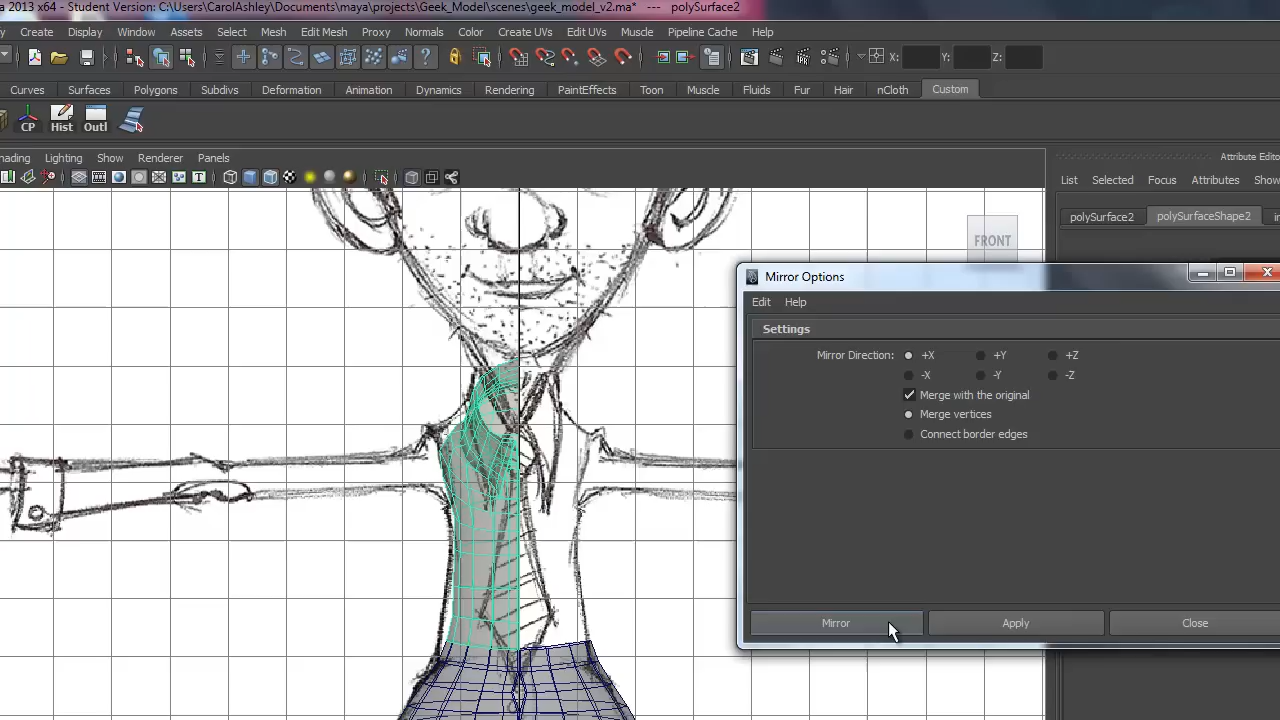 a 2013 x64 - Student Version: C:\Users\CarolAshley\Documents\maya\projects\Geek_Model\scenes\geek_model_v2.ma* --- polySurface2
Create Display Window Assets Select Mesh Edit Mesh Proxy Normals Color Create UVs Edit UVs Muscle Pipeline Cache Help
X: Y: Z:
Curves Surfaces Polygons Subdivs Deformation Animation Dynamics Rendering PaintEffects Toon Muscle Fluids Fur Hair nCloth Custom
CP Hist Outl
hading Lighting Show Renderer Panels
Attribute Edito
List Selected Focus Attributes Show
polySurface2 polySurfaceShape2 in
FRONT
Mirror Options
Edit Help
Settings
Mirror Direction: +X +Y +Z
-X -Y -Z
Merge with the original
Merge vertices
Connect border edges
Mirror Apply Close